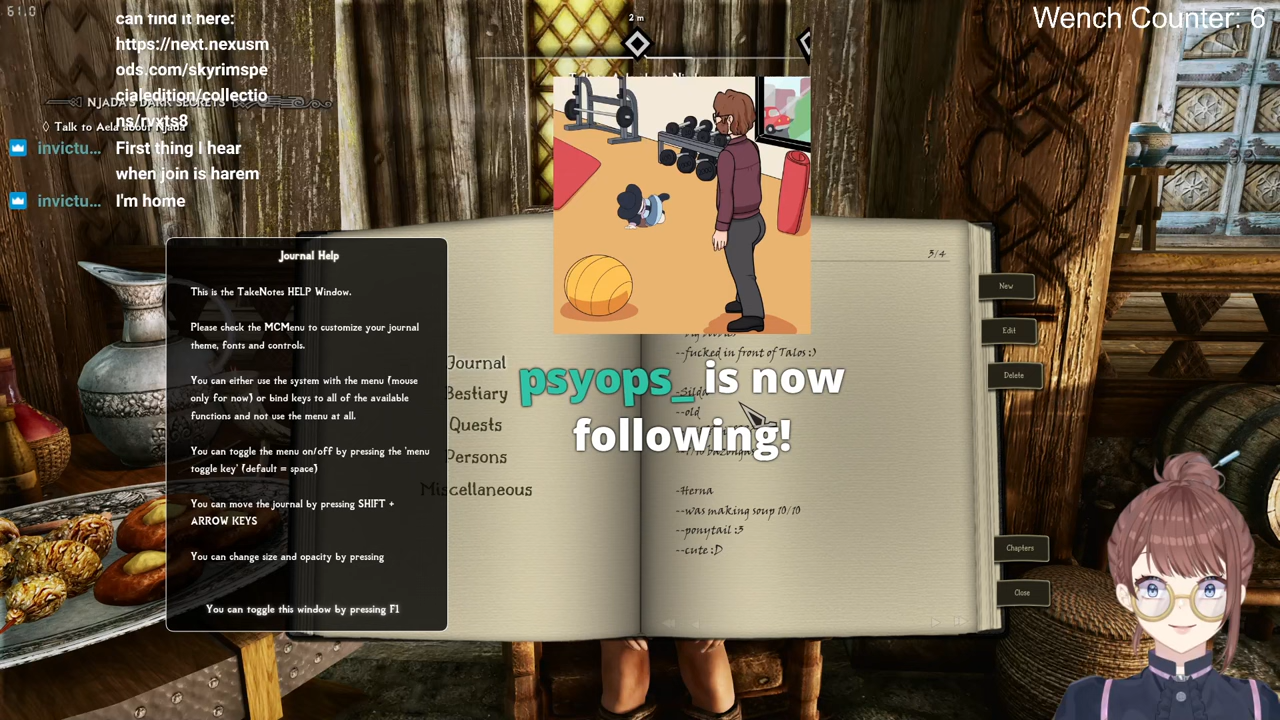 61.0
can find it here:
https://next.nexusm
ods.com/skyrimspe
cialedition/collectio
ns/rvxts8
NJADA'S DARK SECRETS
Talk to Aela about Njada
invictu... First thing I hear
when join is harem
invictu... I'm home
2 m
Wench Counter: 6
Journal Help
This is the TakeNotes HELP Window.
Please check the MCMenu to customize your journal
theme, fonts and controls.
You can either use the system with the menu (mouse
only for now) or bind keys to all of the available
functions and not use the menu at all.
You can toggle the menu on/off by pressing the 'menu
toggle key' (default = space)
You can move the journal by pressing SHIFT +
ARROW KEYS
You can change size and opacity by pressing
You can toggle this window by pressing F1
Journal
Bestiary
Quests
Persons
Miscellaneous
3/4
--fucked in front of Talos :)
psyops_ is now
following!
-Gilda
--old
-Herna
--was making soup 10/10
--ponytail :3
--cute :D
New
Edit
Delete
Chapters
Close